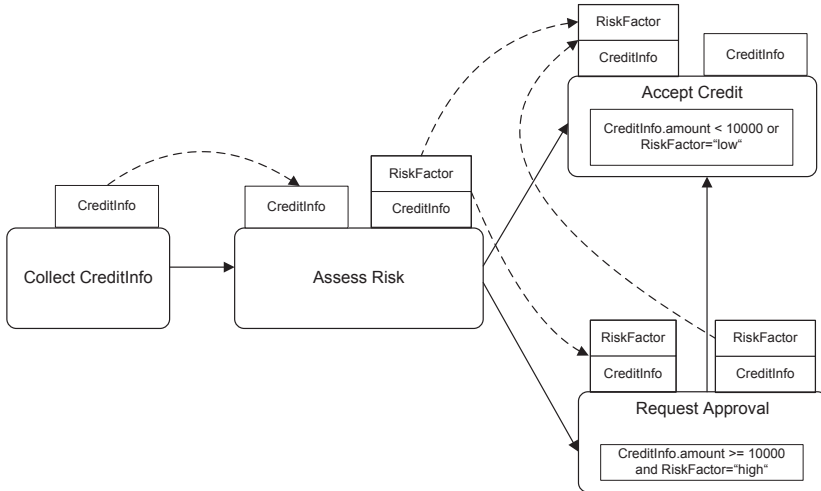 RiskFactor
CreditInfo
CreditInfo
Accept Credit
CreditInfo.amount < 10000 or
RiskFactor=“low“
CreditInfo
CreditInfo
RiskFactor
CreditInfo
Collect CreditInfo
Assess Risk
RiskFactor
CreditInfo
RiskFactor
CreditInfo
Request Approval
CreditInfo.amount >= 10000
and RiskFactor=“high“